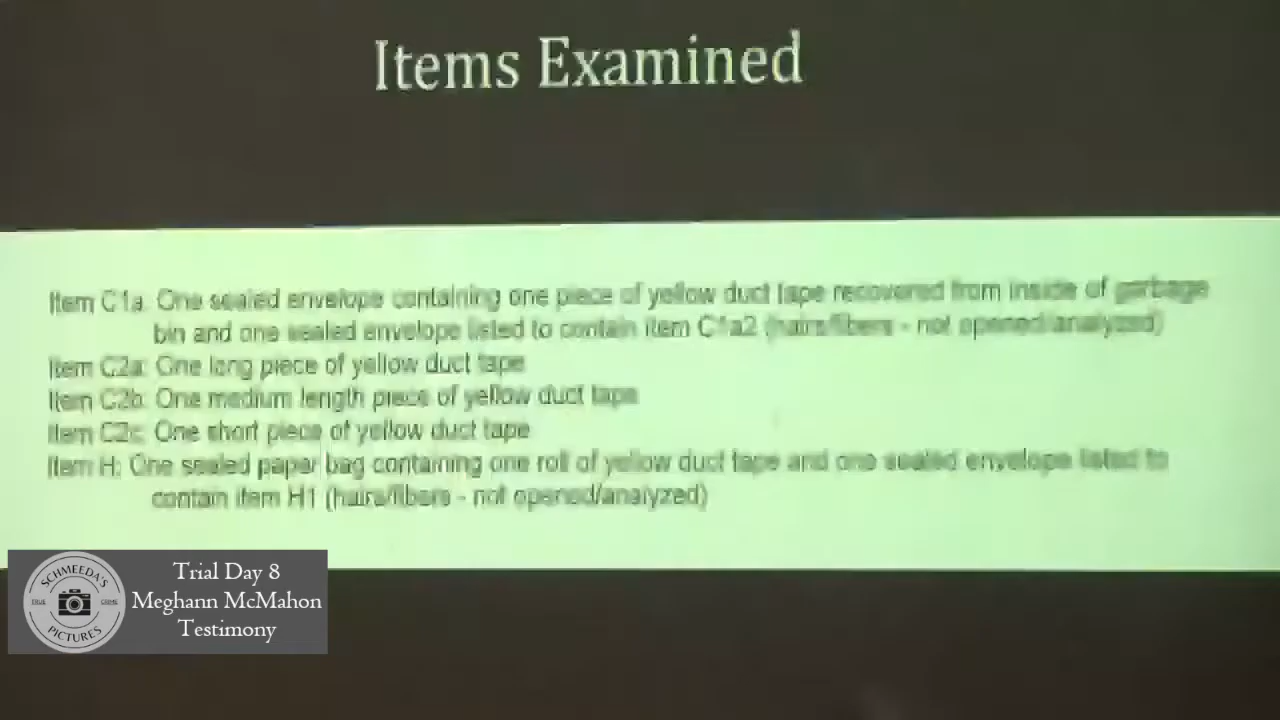 Items Examined
Item C1a: One sealed envelope containing one piece of yellow duct tape recovered from inside of garbage
bin and one sealed envelope listed to contain item C1a2 (hairs/fibers - not opened/analyzed)
Item C2a: One long piece of yellow duct tape
Item C2b: One medium length piece of yellow duct tape
Item C2c: One short piece of yellow duct tape
Item H: One sealed paper bag containing one roll of yellow duct tape and one sealed envelope listed to
contain item H1 (hairs/fibers - not opened/analyzed)
SCHMEEDA'S
TRUE CRIME
PICTURES
Trial Day 8
Meghann McMahon
Testimony